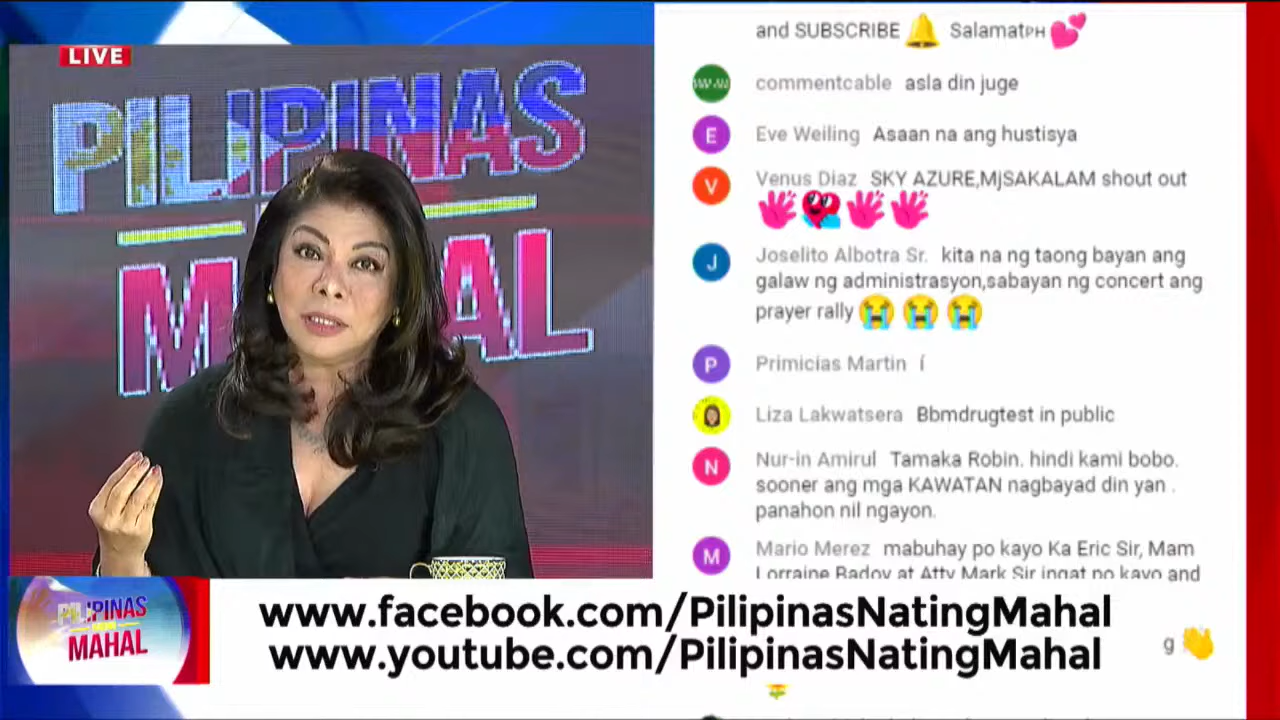 LIVE
PILIPINAS
MAHAL
and SUBSCRIBE 🔔 Salamat PH 💕
commentcable asla din juge
E Eve Weiling Asaan na ang hustisya
V Venus Diaz SKY AZURE,MjSAKALAM shout out
J Joselito Albotra Sr. kita na ng taong bayan ang
galaw ng administrasyon,sabayan ng concert ang
prayer rally 😭 😭 😭
P Primicias Martin í
Liza Lakwatsera Bbmdrugtest in public
N Nur-in Amirul Tamaka Robin. hindi kami bobo.
sooner ang mga KAWATAN nagbayad din yan .
panahon nil ngayon.
M Mario Merez mabuhay po kayo Ka Eric Sir, Mam
Lorraine Badoy at Atty Mark Sir ingat po kayo and
g 👋
PILIPINAS
MAHAL
www.facebook.com/PilipinasNatingMahal
www.youtube.com/PilipinasNatingMahal